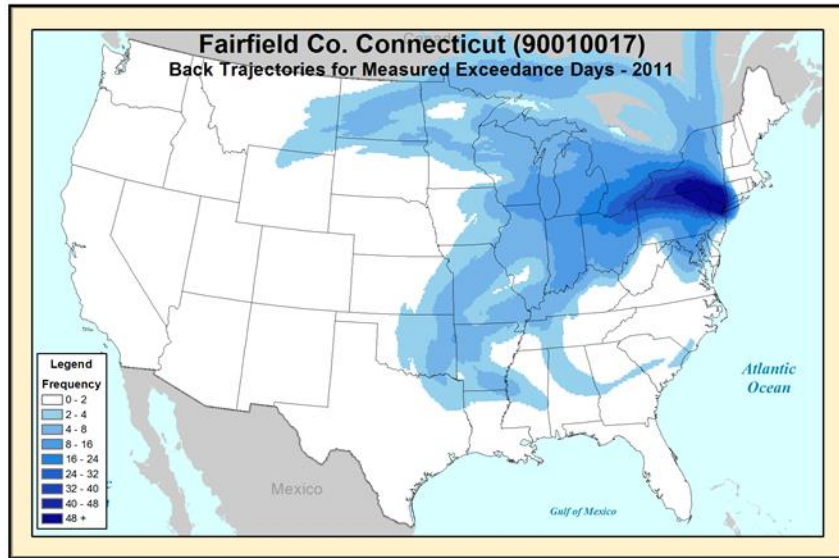 Canada
Fairfield Co. Connecticut (90010017)
Back Trajectories for Measured Exceedance Days - 2011
Atlantic
Ocean
Legend
Frequency
0 - 2
2 - 4
4 - 8
8 - 16
16 - 24
24 - 32
32 - 40
40 - 48
48 +
Mexico
Gulf of Mexico